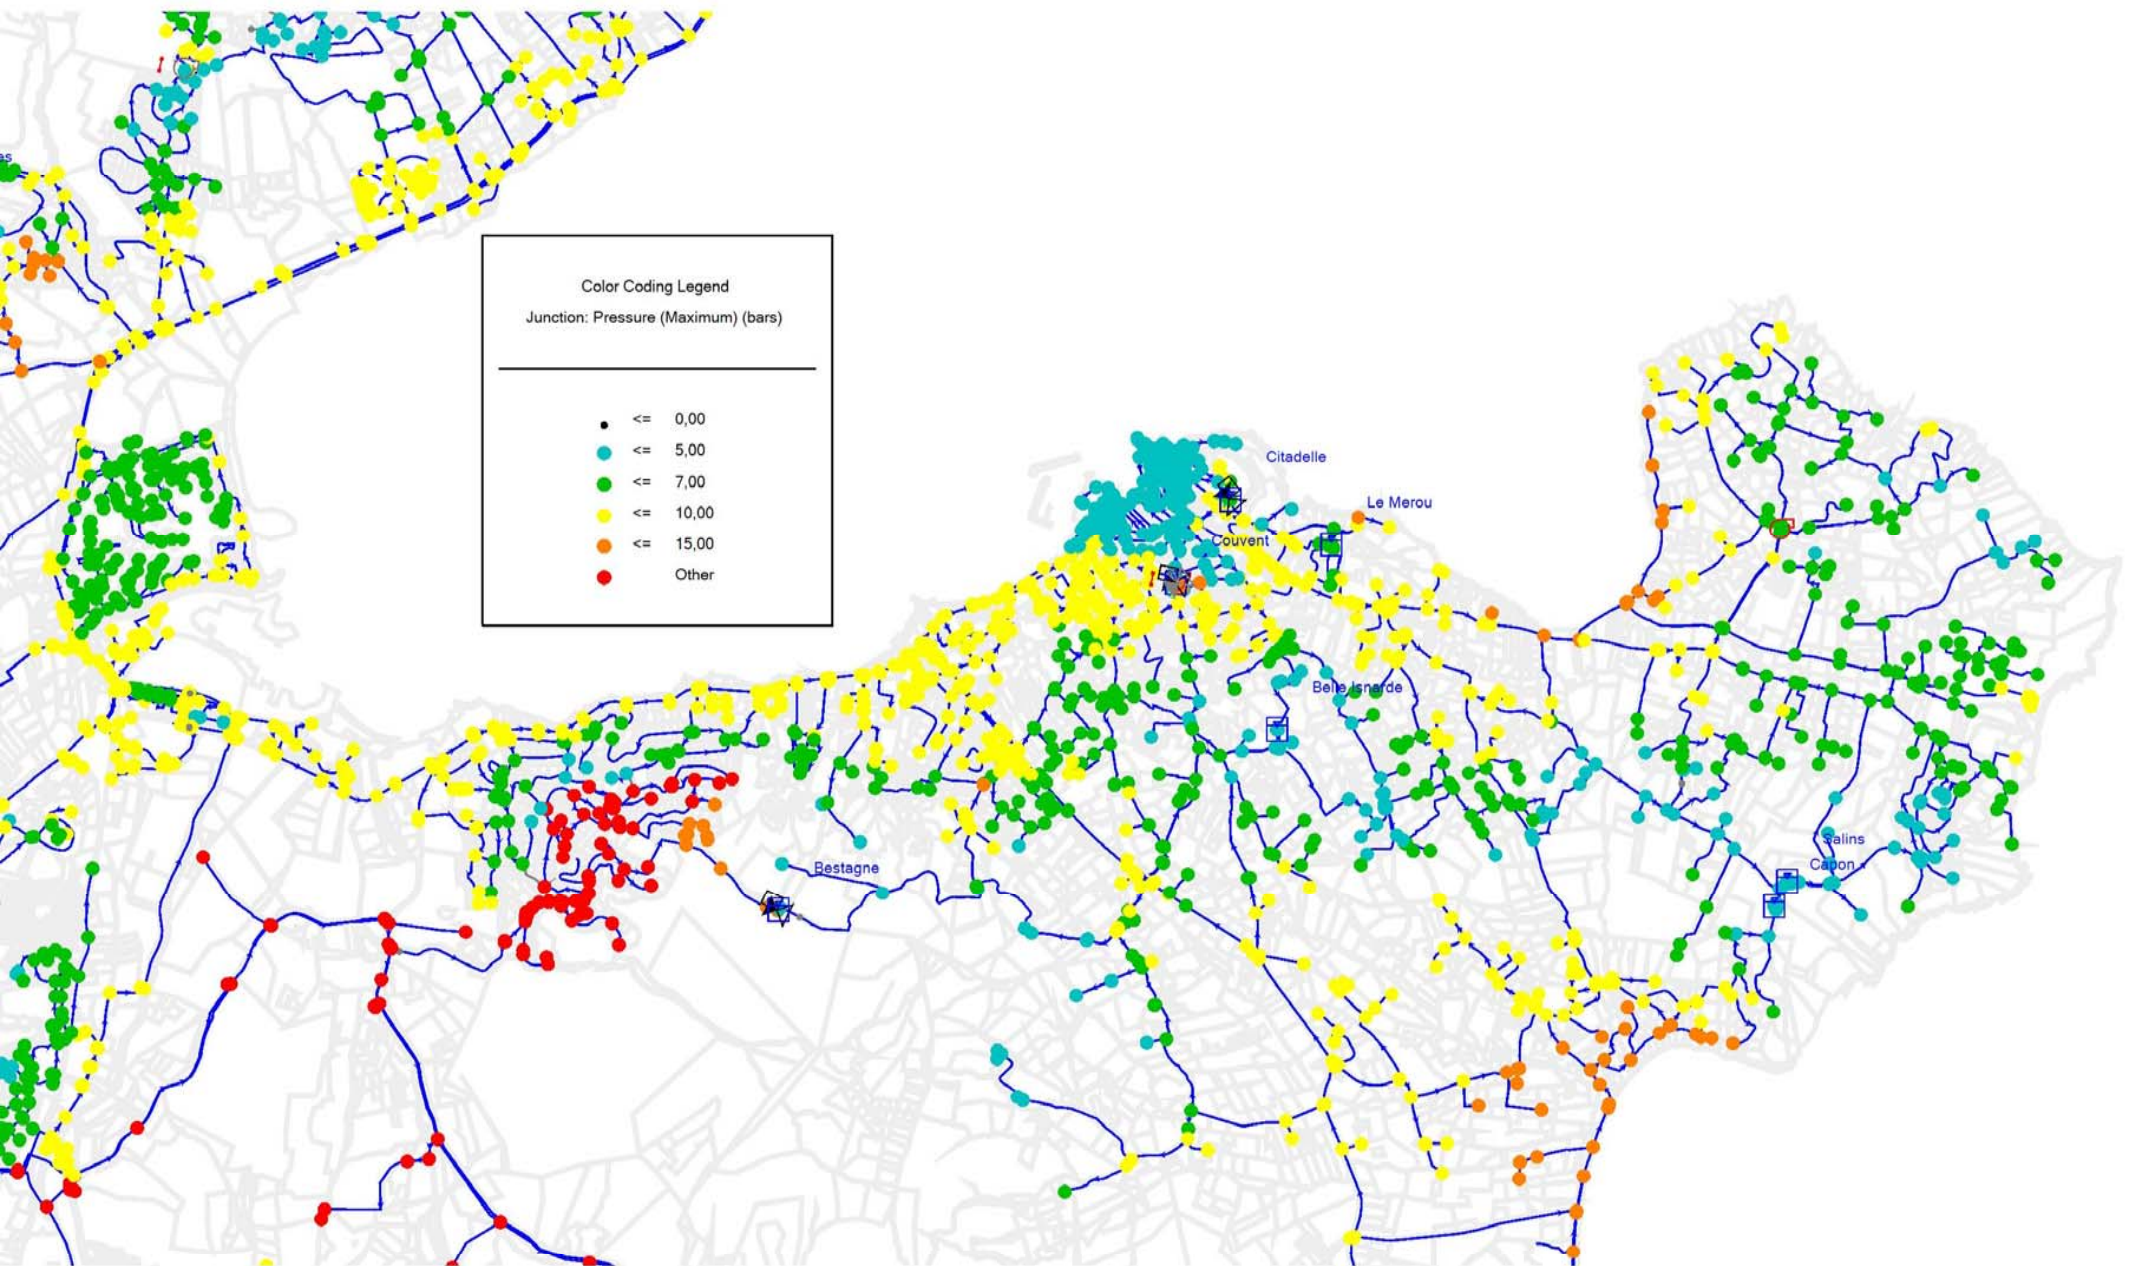 es
Color Coding Legend
Junction: Pressure (Maximum) (bars)
<= 0,00
<= 5,00
<= 7,00
<= 10,00
<= 15,00
Other
Citadelle
Le Merou
Couvent
Belle Isnarde
Salins
Capon
Bestagne